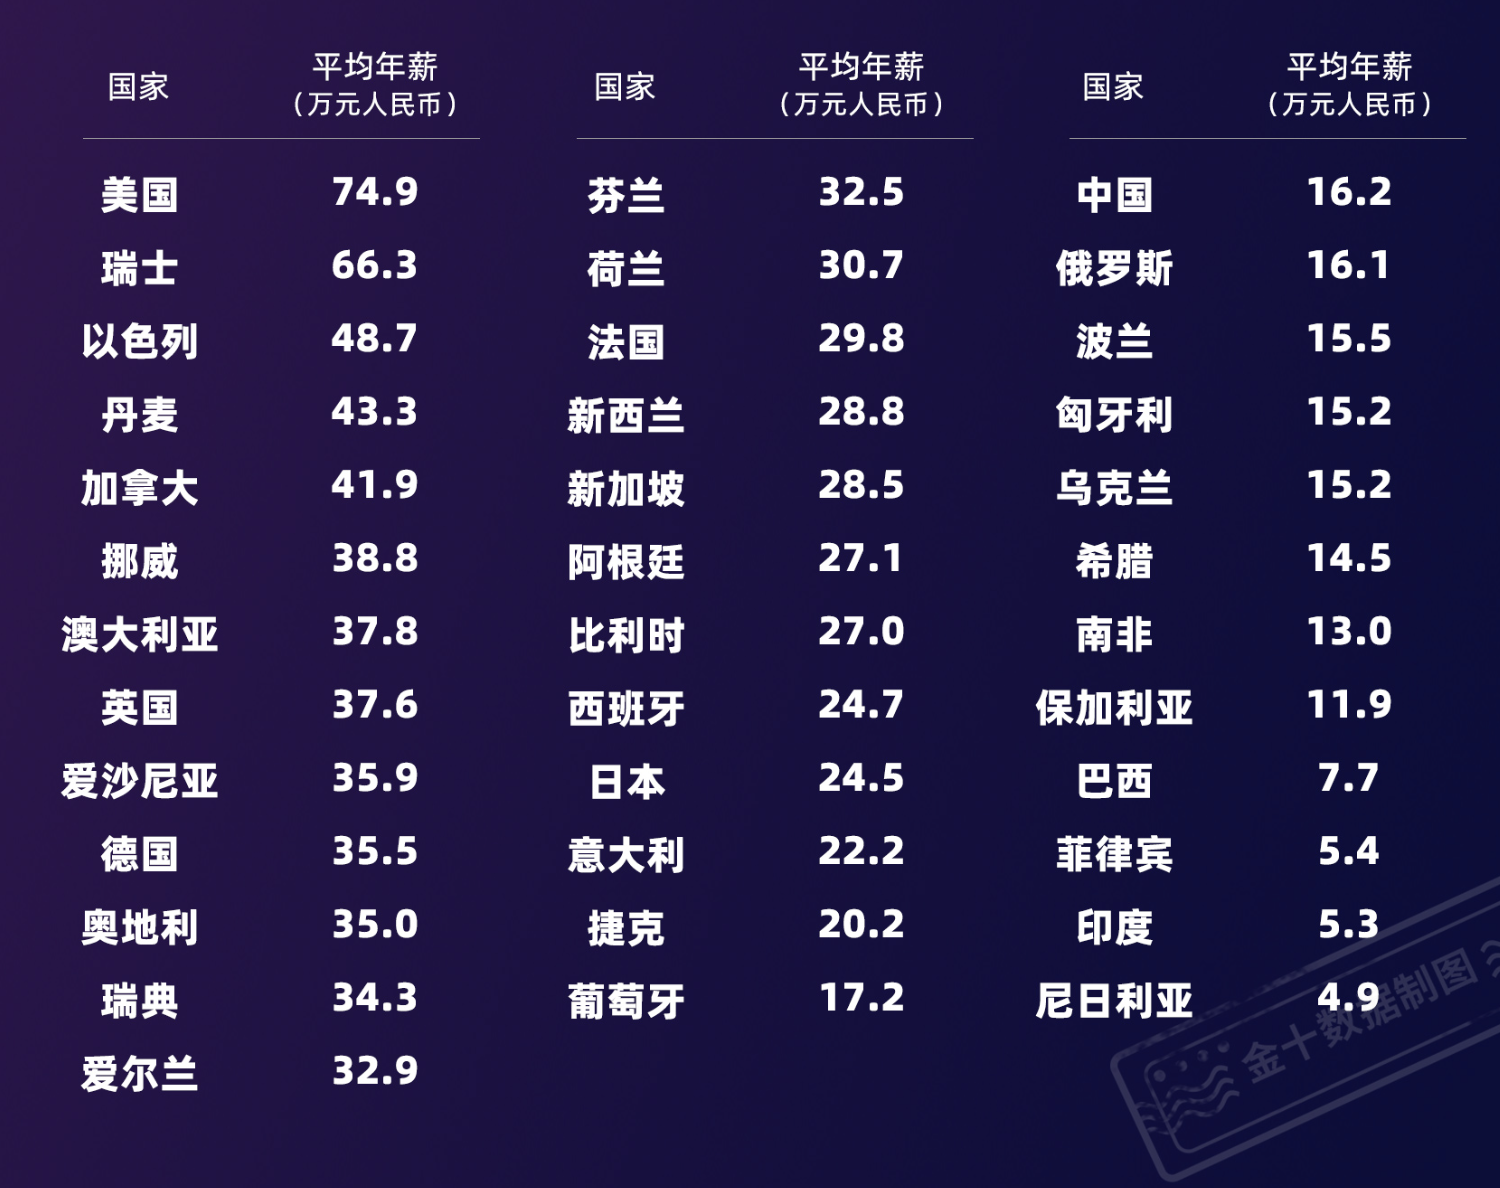 国家 平均年薪 国家 平均年薪 国家 平均年薪
（万元人民币） （万元人民币） （万元人民币）
美国 74.9 芬兰 32.5 中国 16.2
瑞士 66.3 荷兰 30.7 俄罗斯 16.1
以色列 48.7 法国 29.8 波兰 15.5
丹麦 43.3 新西兰 28.8 匈牙利 15.2
加拿大 41.9 新加坡 28.5 乌克兰 15.2
挪威 38.8 阿根廷 27.1 希腊 14.5
澳大利亚 37.8 比利时 27.0 南非 13.0
英国 37.6 西班牙 24.7 保加利亚 11.9
爱沙尼亚 35.9 日本 24.5 巴西 7.7
德国 35.5 意大利 22.2 菲律宾 5.4
奥地利 35.0 捷克 20.2 印度 5.3
瑞典 34.3 葡萄牙 17.2 尼日利亚 4.9
爱尔兰 32.9
金十数据制图